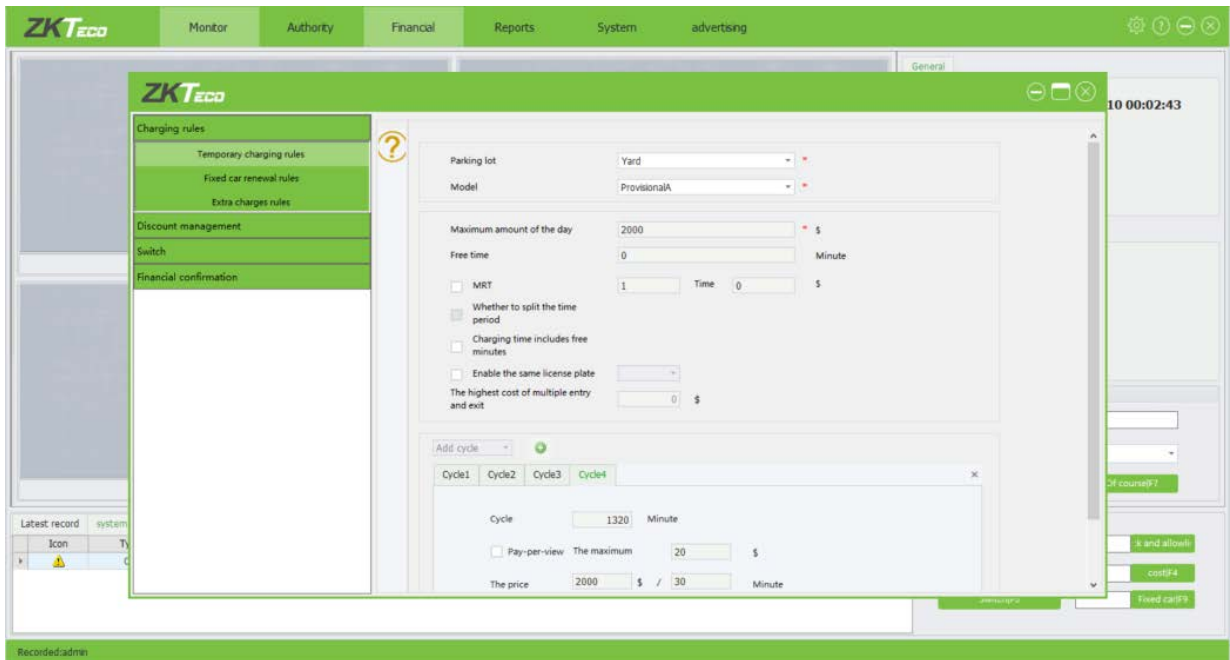 ZKTeco Monitor Authority Financial Reports System advertising
General
ZKTeco
10 00:02:43
Charging rules
Temporary charging rules
Fixed car renewal rules
Extra charges rules
Discount management
Switch
Financial confirmation
?
Parking lot Yard *
Model ProvisionalA *
Maximum amount of the day 2000 * $
Free time 0 Minute
MRT 1 Time 0 $
Whether to split the time
period
Charging time includes free
minutes
Enable the same license plate
The highest cost of multiple entry
and exit 0 $
Add cycle
Cycle1 Cycle2 Cycle3 Cycle4
Cycle 1320 Minute
Pay-per-view The maximum 20 $
The price 2000 $ / 30 Minute
Of course|F7
Latest record system
Icon Ty
k and allowli
cost|F4
Fixed car|F9
Recorded:admin